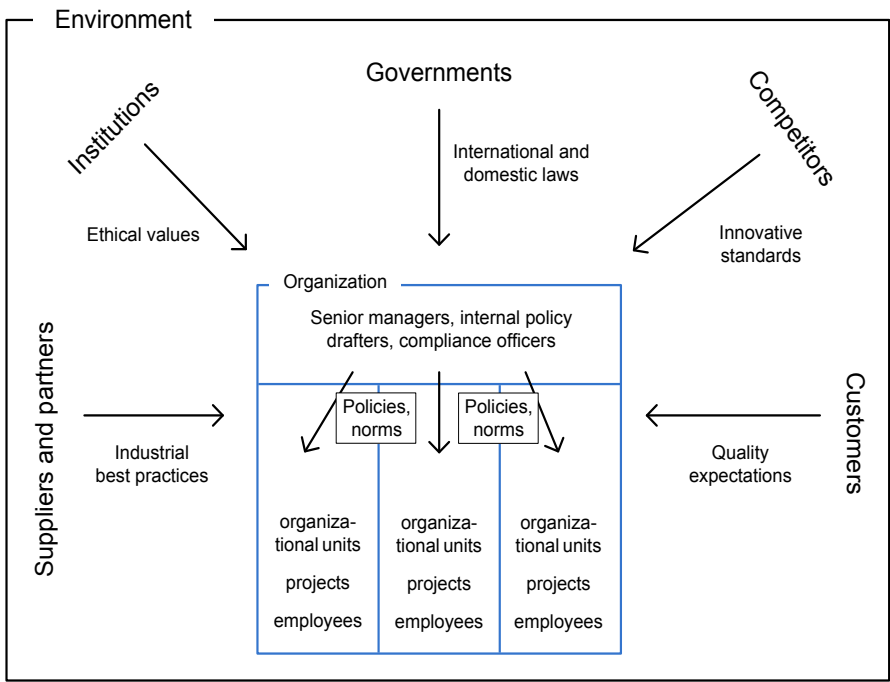 Environment
Institutions
Governments
Competitors
International and
domestic laws
Ethical values
Innovative
standards
Organization
Senior managers, internal policy
drafters, compliance officers
Suppliers and partners
Industrial
best practices
Policies,
norms
Policies,
norms
Customers
Quality
expectations
organiza-
tional units
projects
employees
organiza-
tional units
projects
employees
organiza-
tional units
projects
employees